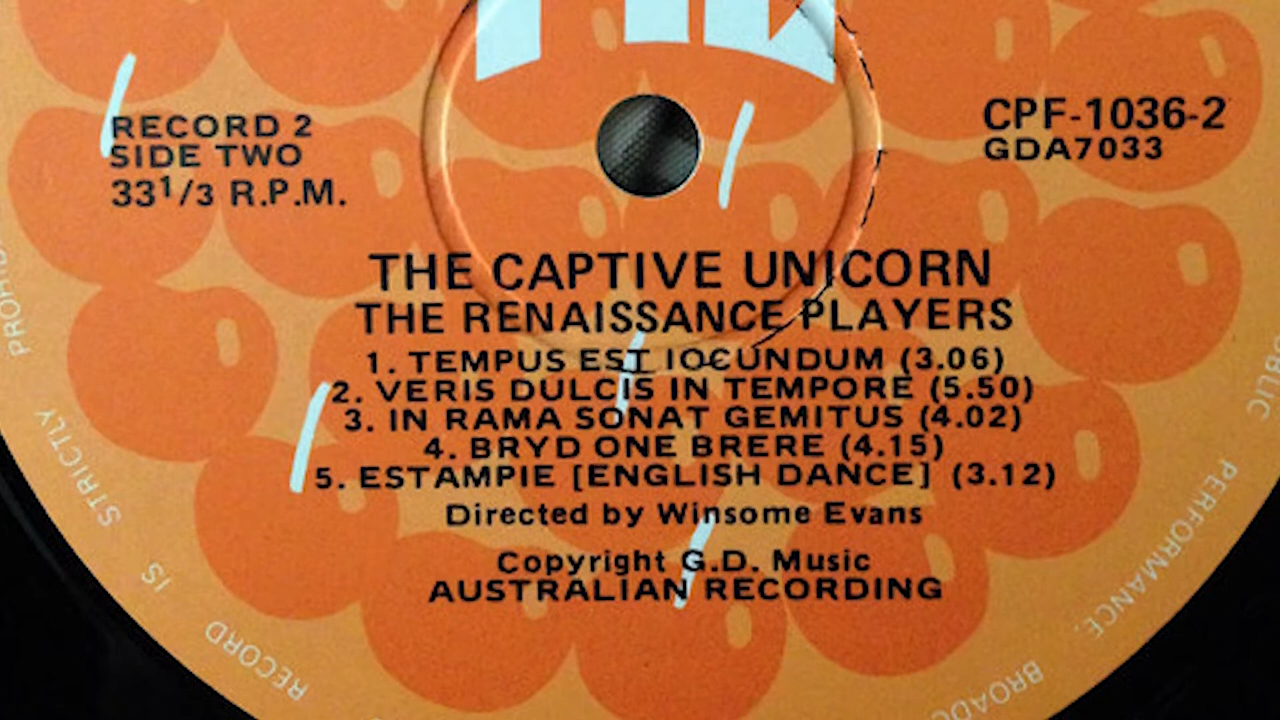 RECORD 2
SIDE TWO
33 1/3 R.P.M.
CPF-1036-2
GDA7033
THE CAPTIVE UNICORN
THE RENAISSANCE PLAYERS
1. TEMPUS EST IOCUNDUM (3.06)
2. VERIS DULCIS IN TEMPORE (5.50)
3. IN RAMA SONAT GEMITUS (4.02)
4. BRYD ONE BRERE (4.15)
5. ESTAMPIE [ENGLISH DANCE] (3.12)
Directed by Winsome Evans
Copyright G.D. Music
AUSTRALIAN RECORDING
PERFORMANCE,
RECORD IS STRICTLY